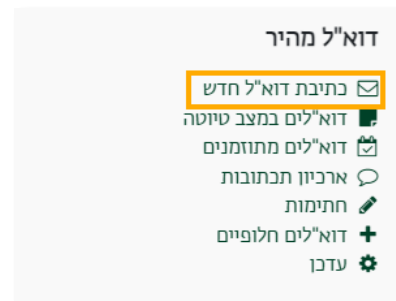 דוא"ל מהיר
כתיבת דוא"ל חדש
דוא"לים במצב טיוטה
דוא"לים מתוזמנים
ארכיון תכתובות
חתימות
דוא"לים חלופיים
עדכן